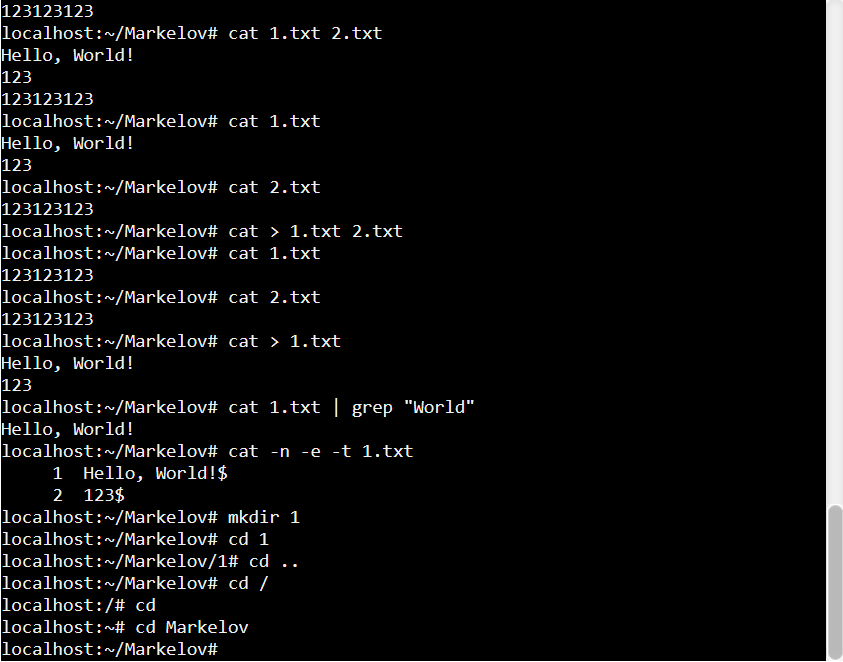 123123123
localhost:~/Markelov# cat 1.txt 2.txt
Hello, World!
123
123123123
localhost:~/Markelov# cat 1.txt
Hello, World!
123
localhost:~/Markelov# cat 2.txt
123123123
localhost:~/Markelov# cat > 1.txt 2.txt
localhost:~/Markelov# cat 1.txt
123123123
localhost:~/Markelov# cat 2.txt
123123123
localhost:~/Markelov# cat > 1.txt
Hello, World!
123
localhost:~/Markelov# cat 1.txt | grep "World"
Hello, World!
localhost:~/Markelov# cat -n -e -t 1.txt
     1  Hello, World!$
     2  123$
localhost:~/Markelov# mkdir 1
localhost:~/Markelov# cd 1
localhost:~/Markelov/1# cd ..
localhost:~/Markelov# cd /
localhost:/# cd
localhost:~# cd Markelov
localhost:~/Markelov#